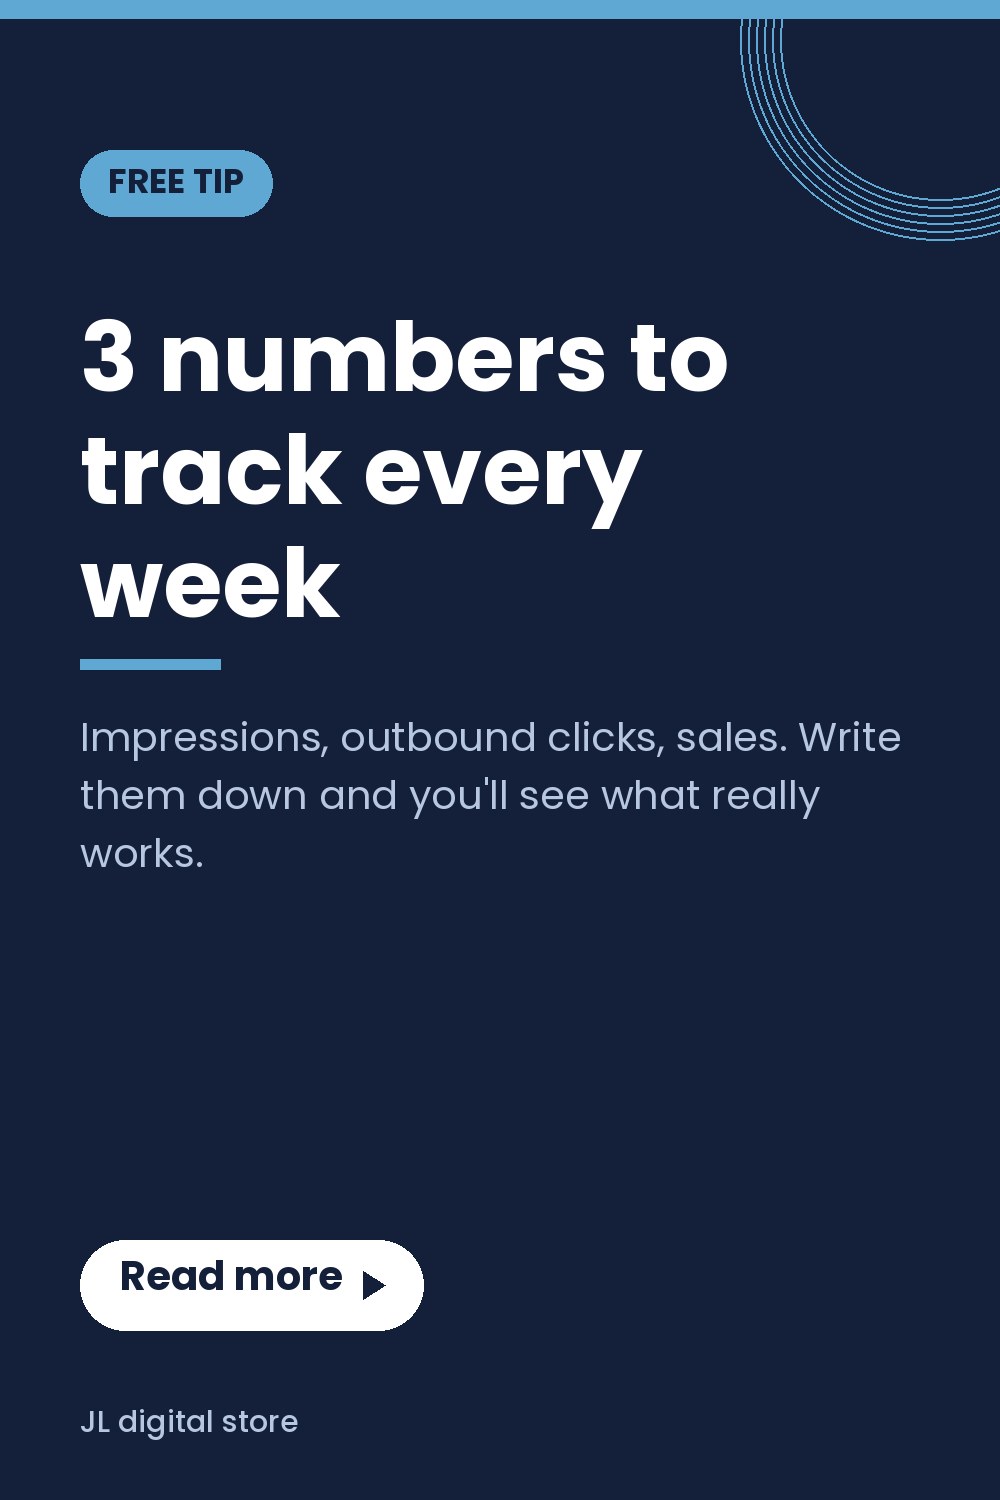 FREE TIP
3 numbers to
track every
week
Impressions, outbound clicks, sales. Write
them down and you'll see what really
works.
Read more
JL digital store